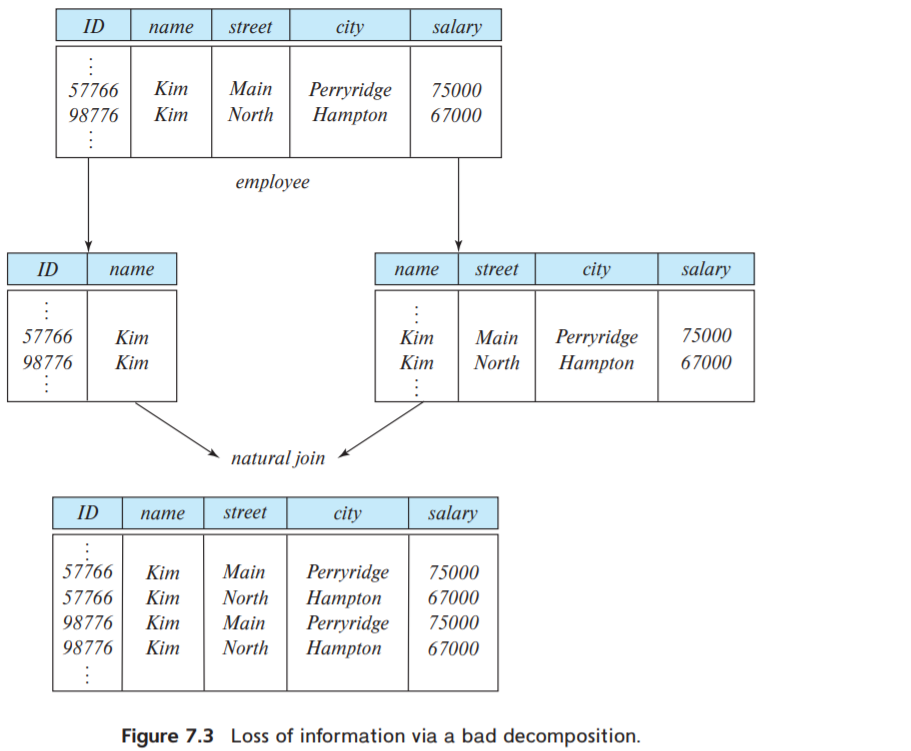 ID name street city salary
⋮
57766 Kim Main Perryridge 75000
98776 Kim North Hampton 67000
⋮
employee
ID name
⋮
57766 Kim
98776 Kim
⋮
name street city salary
⋮
Kim Main Perryridge 75000
Kim North Hampton 67000
⋮
natural join
ID name street city salary
⋮
57766 Kim Main Perryridge 75000
57766 Kim North Hampton 67000
98776 Kim Main Perryridge 75000
98776 Kim North Hampton 67000
⋮
Figure 7.3 Loss of information via a bad decomposition.